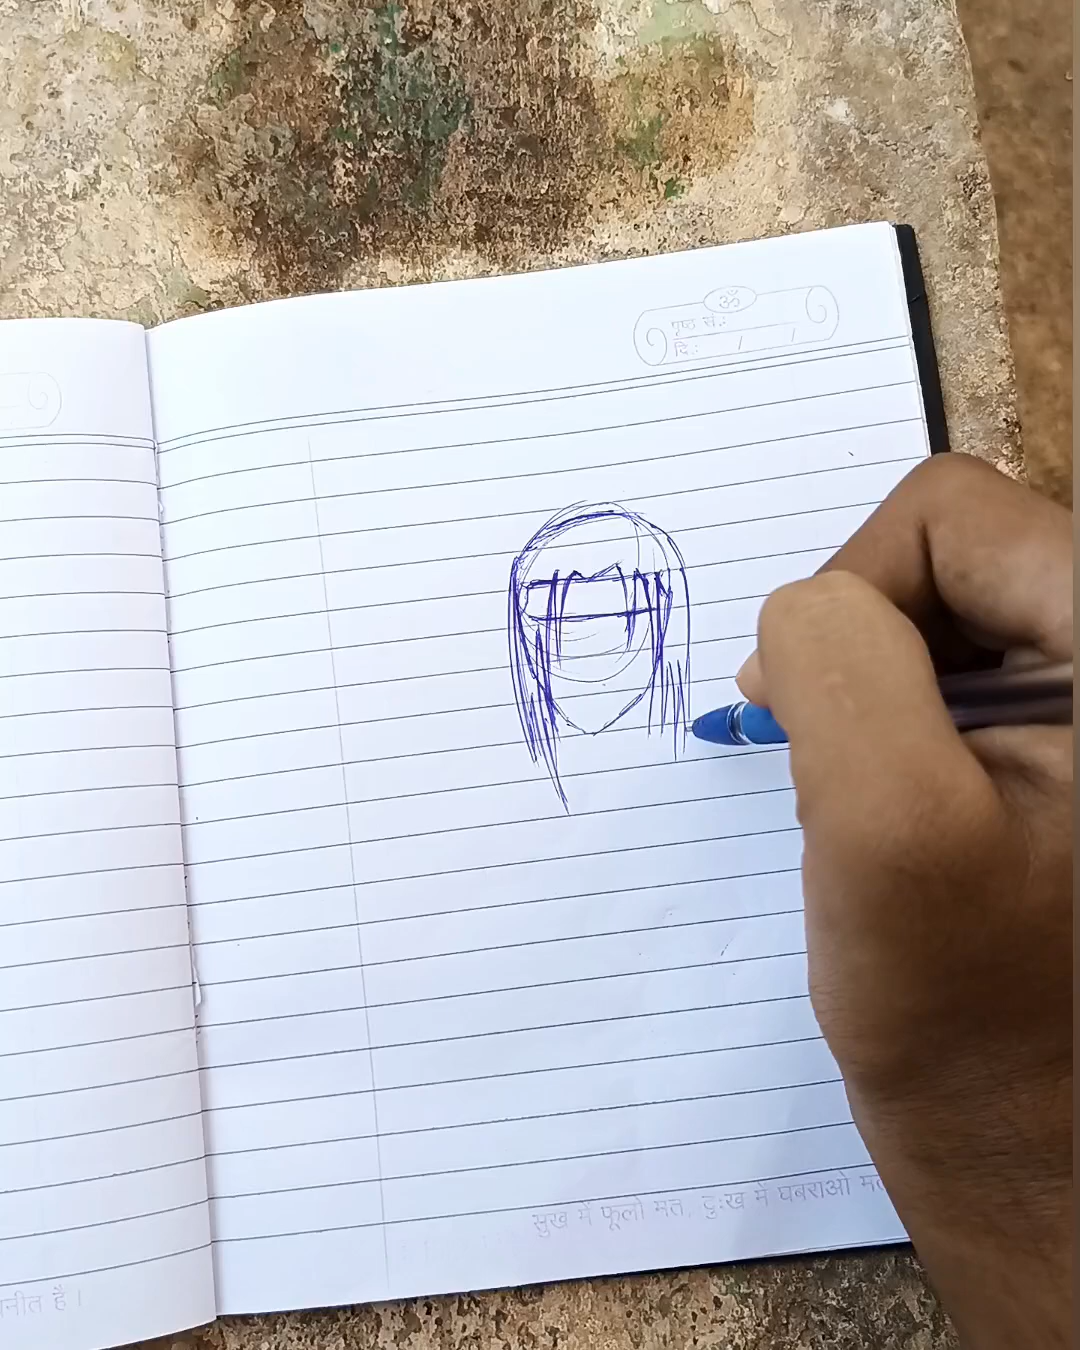 ॐ
पृष्ठ सं.:
दि.: / /
सुख में फूलो मत, दुःख में घबराओ मत
है।